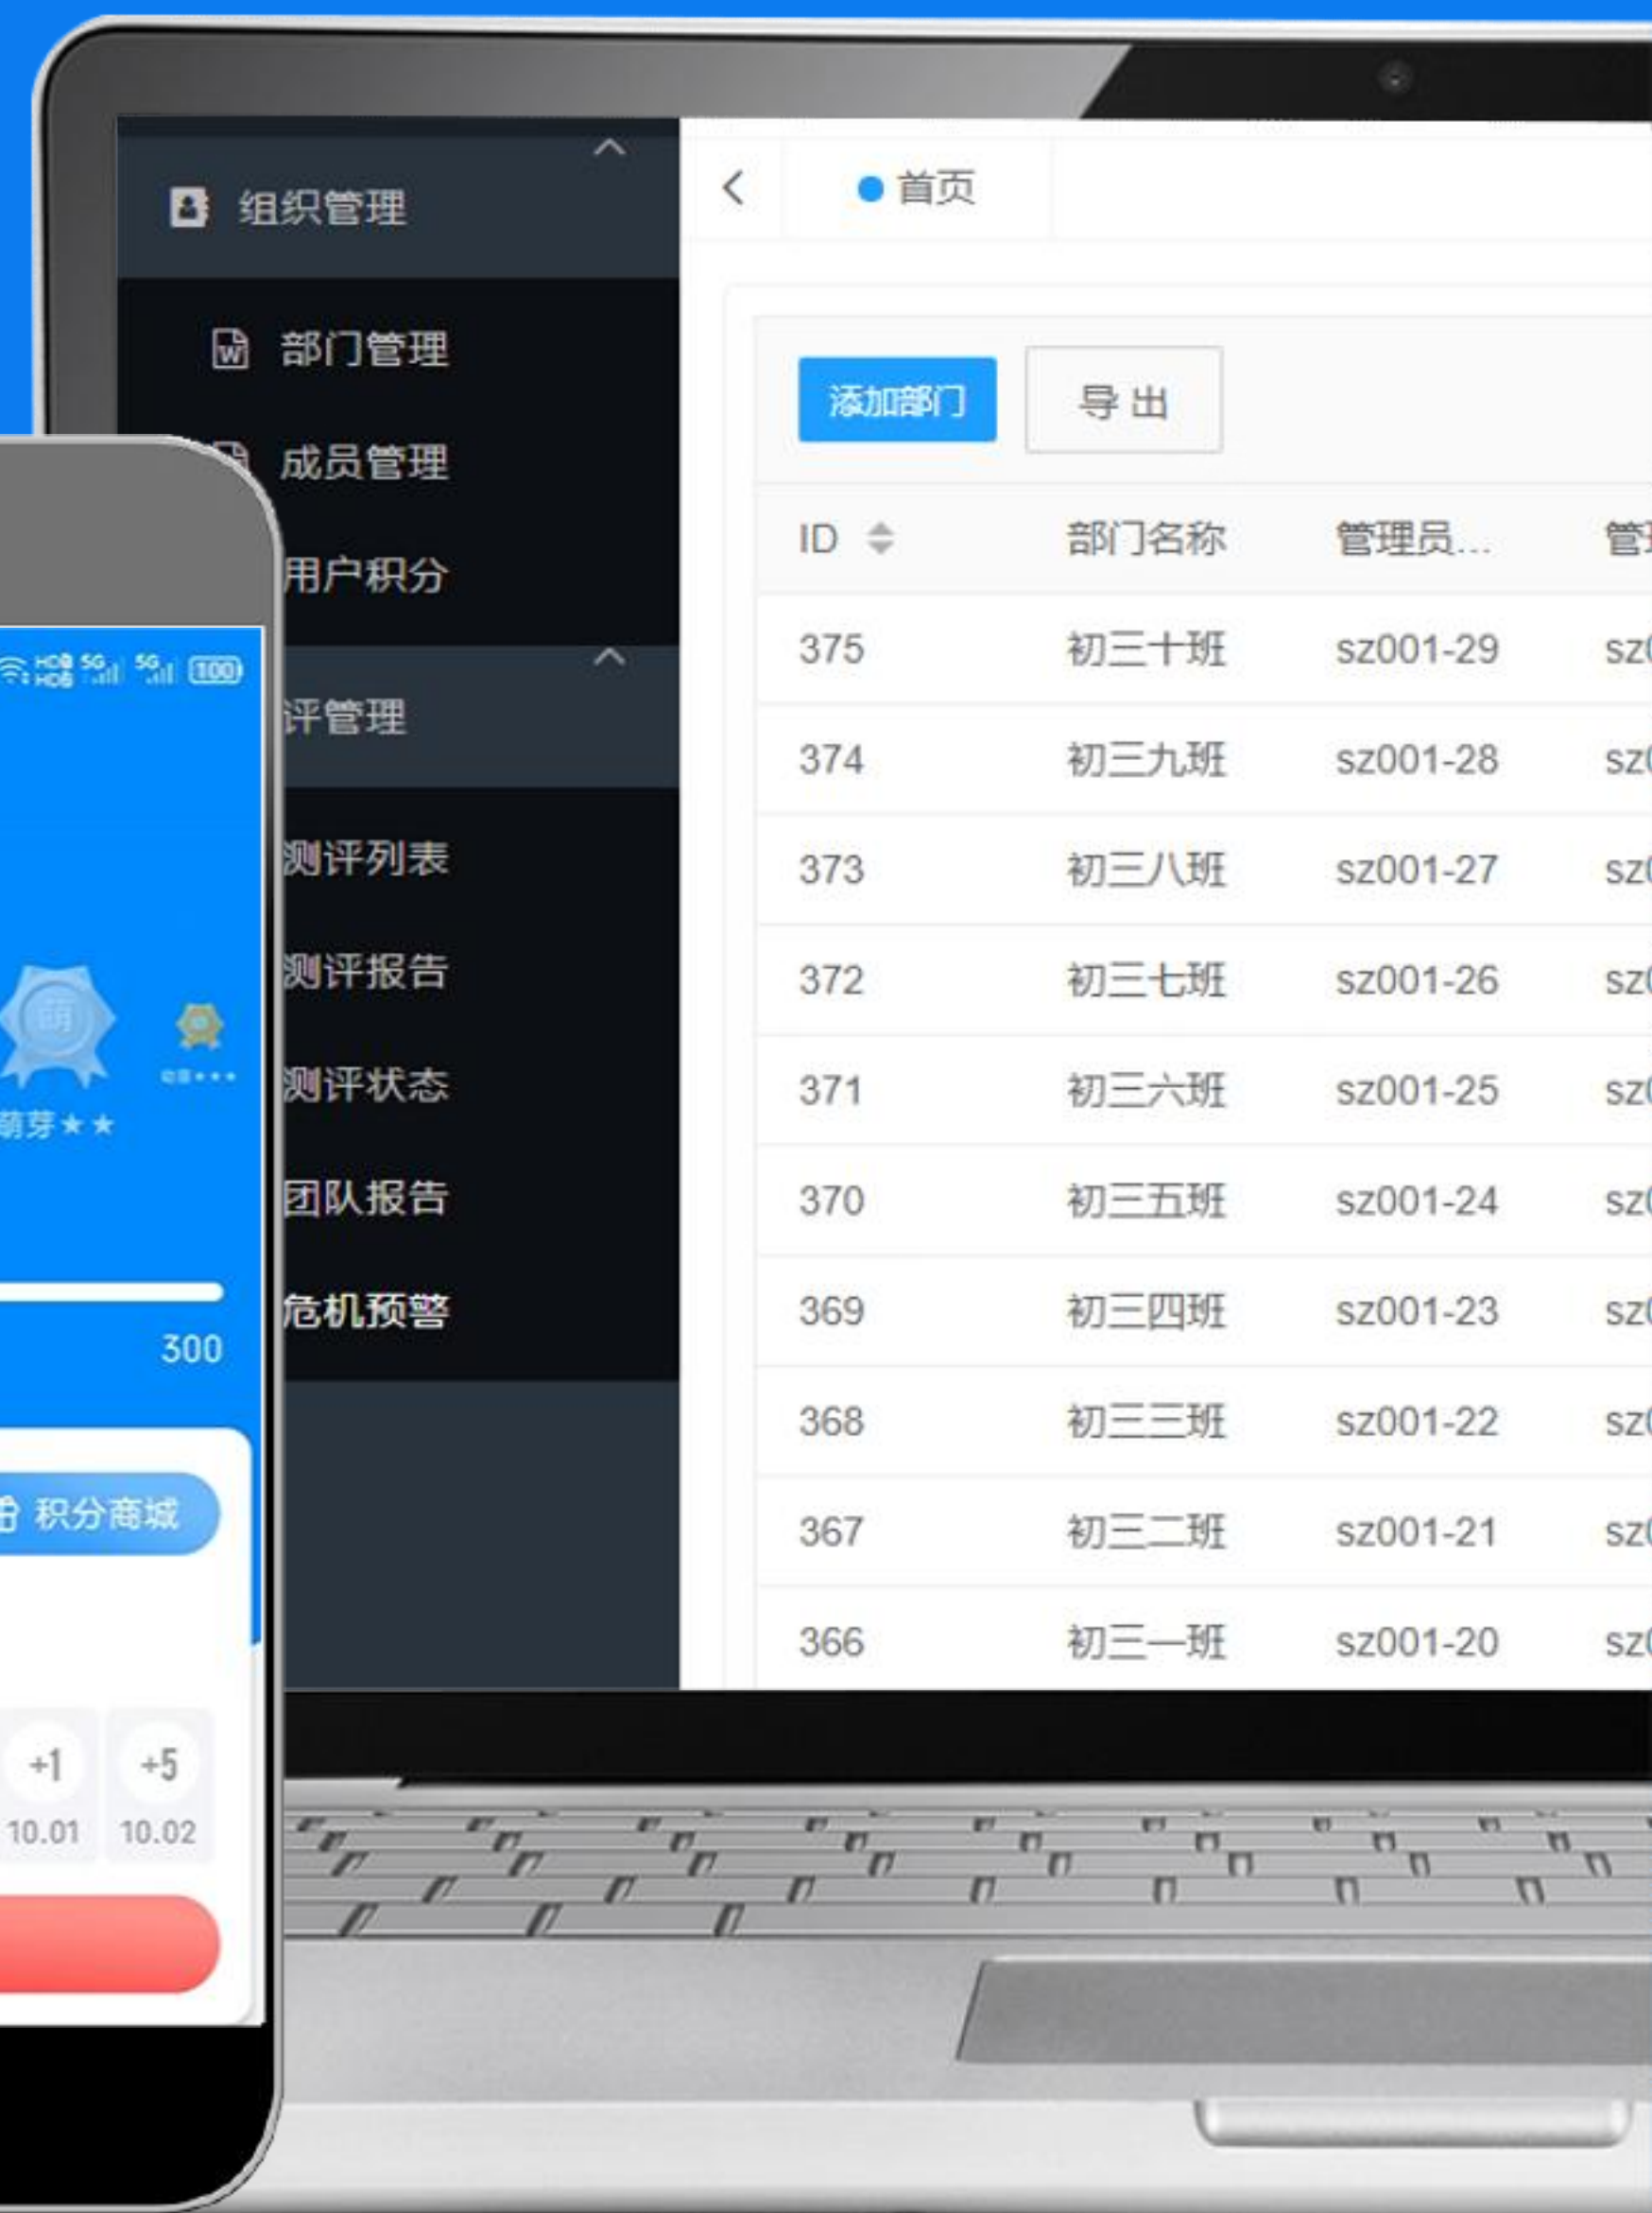 组织管理
部门管理
成员管理
用户积分
评管理
测评列表
测评报告
测评状态
团队报告
危机预警
首页
添加部门 导出
ID 部门名称 管理员...
375 初三十班 sz001-29
374 初三九班 sz001-28
373 初三八班 sz001-27
372 初三七班 sz001-26
371 初三六班 sz001-25
370 初三五班 sz001-24
369 初三四班 sz001-23
368 初三三班 sz001-22
367 初三二班 sz001-21
366 初三一班 sz001-20
HD
HD
5G
5G
100
萌
萌芽★★
300
积分商城
+1 +5
10.01 10.02